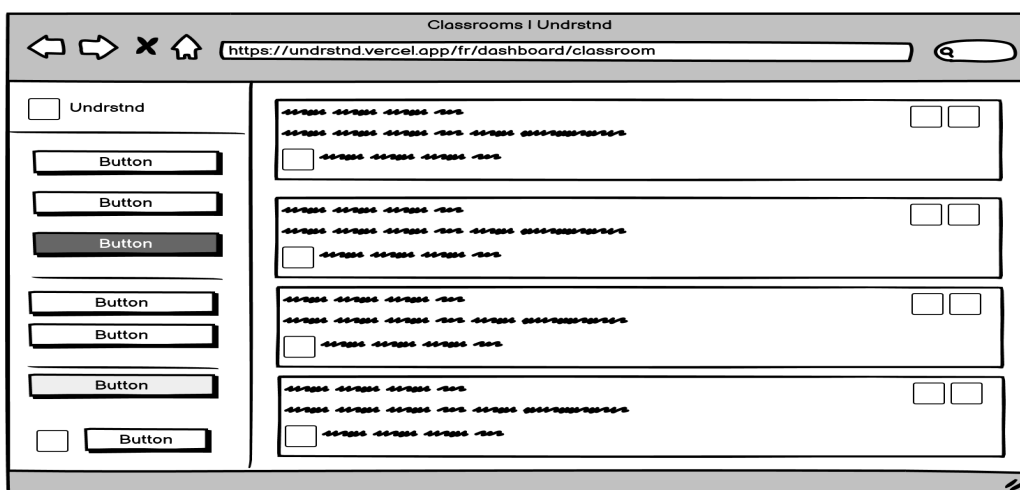 Classrooms | Undrstnd
https://undrstnd.vercel.app/fr/dashboard/classroom
Undrstnd
Button
Button
Button
Button
Button
Button
Button